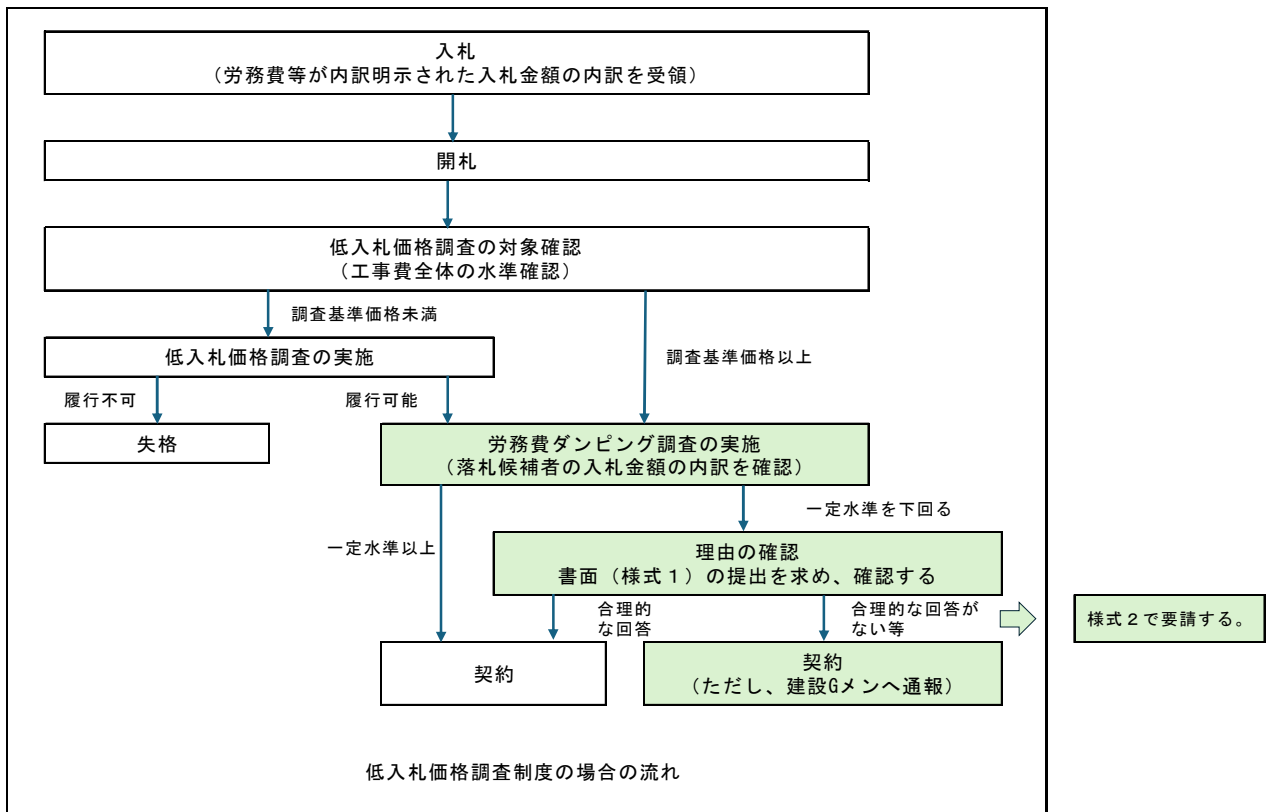 入札
（労務費等が内訳明示された入札金額の内訳を受領）
開札
低入札価格調査の対象確認
（工事費全体の水準確認）
調査基準価格未満
低入札価格調査の実施
調査基準価格以上
履行不可
履行可能
失格
労務費ダンピング調査の実施
（落札候補者の入札金額の内訳を確認）
一定水準を下回る
一定水準以上
理由の確認
書面（様式１）の提出を求め、確認する
合理的
な回答
合理的な回答が
ない等
様式２で要請する。
契約
契約
（ただし、建設Gメンへ通報）
低入札価格調査制度の場合の流れ